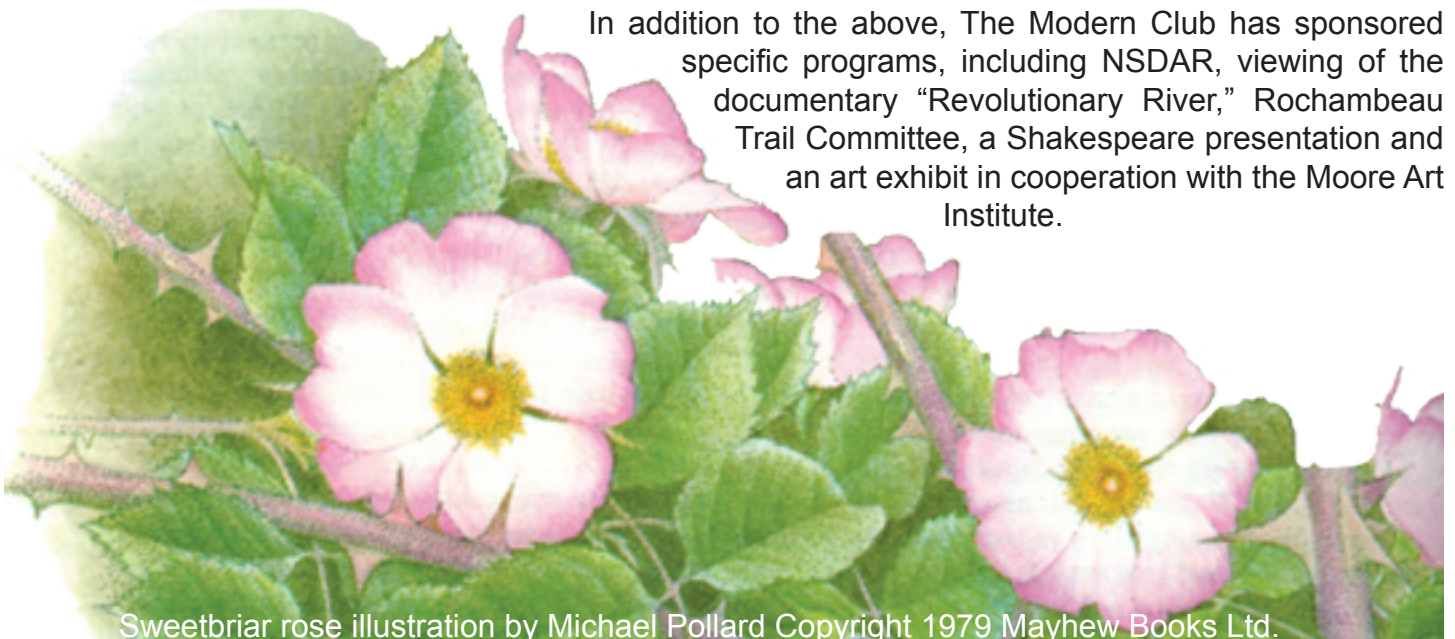 In addition to the above, The Modern Club has sponsored
specific programs, including NSDAR, viewing of the
documentary “Revolutionary River,” Rochambeau
Trail Committee, a Shakespeare presentation and
an art exhibit in cooperation with the Moore Art
Institute.
Sweetbriar rose illustration by Michael Pollard Copyright 1979 Mayhew Books Ltd.